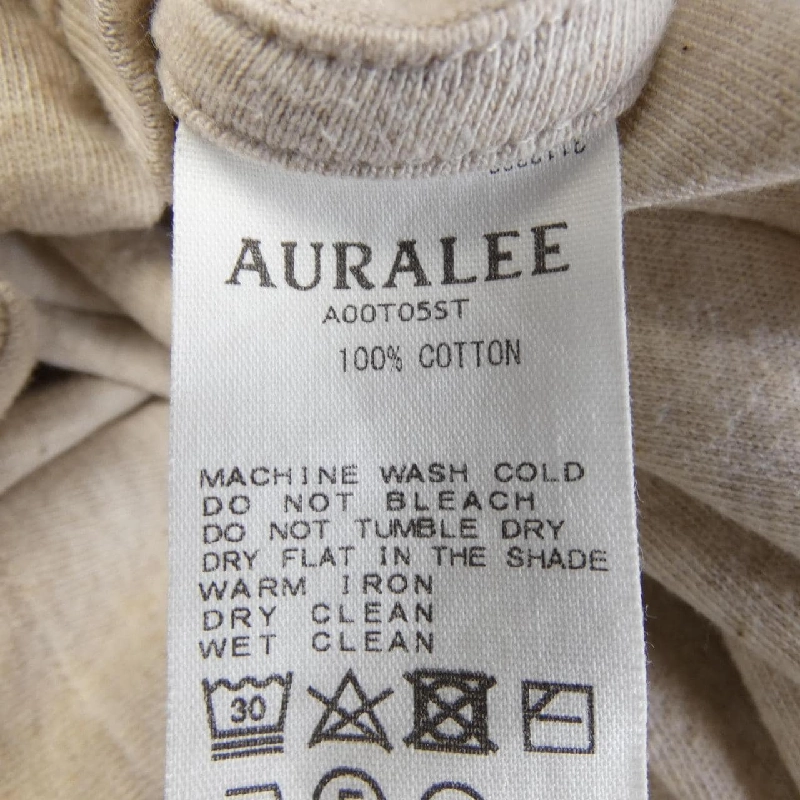 AURALEE
A00T05ST
100% COTTON
MACHINE WASH COLD
DO NOT BLEACH
DO NOT TUMBLE DRY
DRY FLAT IN THE SHADE
WARM IRON
DRY CLEAN
WET CLEAN
30